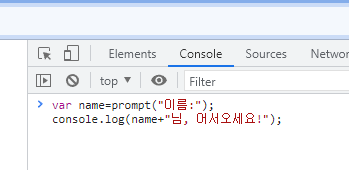 Elements Console Sources Networ
top Filter
var name=prompt("이름:");
console.log(name+"님, 어서오세요!");